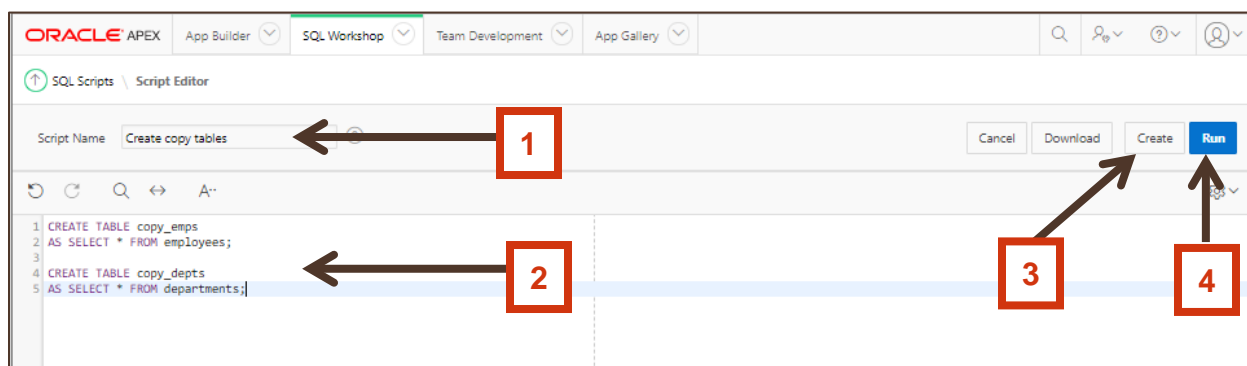 ORACLE APEX App Builder SQL Workshop Team Development App Gallery
SQL Scripts \ Script Editor
Script Name Create copy tables 1 Cancel Download Create Run
A
1 CREATE TABLE copy_emps
2 AS SELECT * FROM employees;
3
4 CREATE TABLE copy_depts
5 AS SELECT * FROM departments;
2 3 4